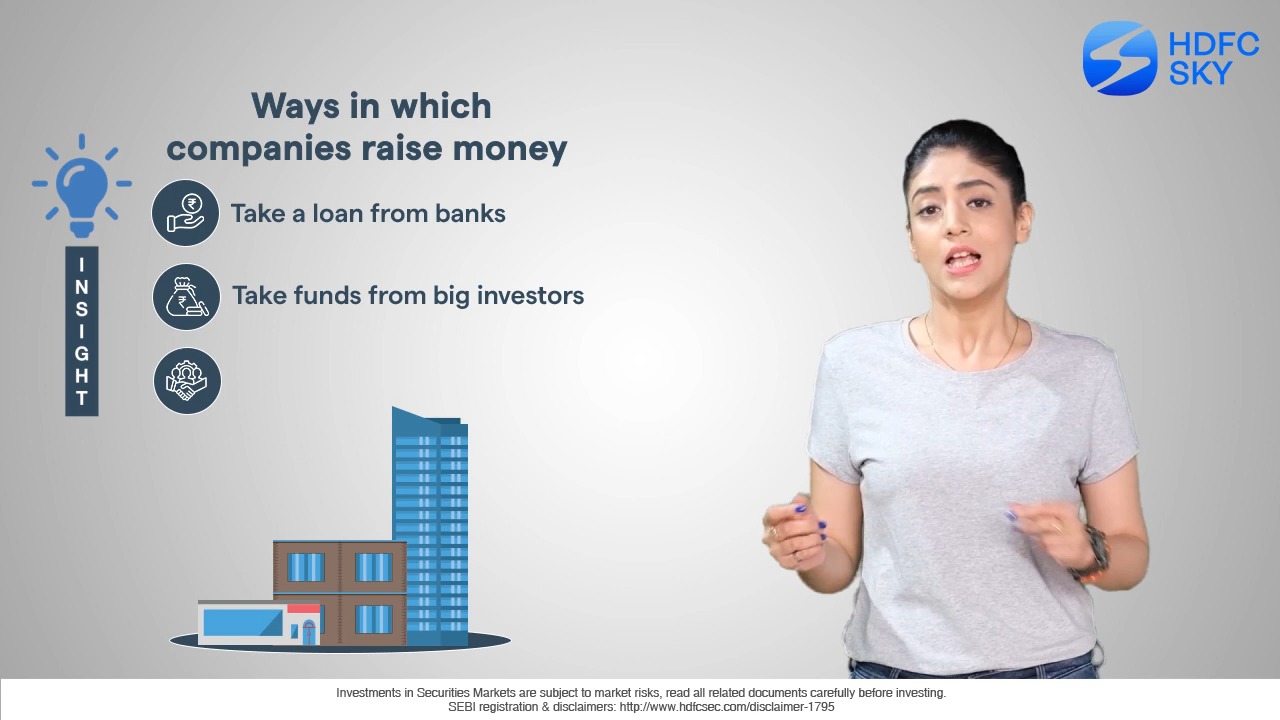 HDFC
SKY
Ways in which
companies raise money
Take a loan from banks
Take funds from big investors
INSIGHT
Investments in Securities Markets are subject to market risks, read all related documents carefully before investing.
SEBI registration & disclaimers: http://www.hdfcsec.com/disclaimer-1795